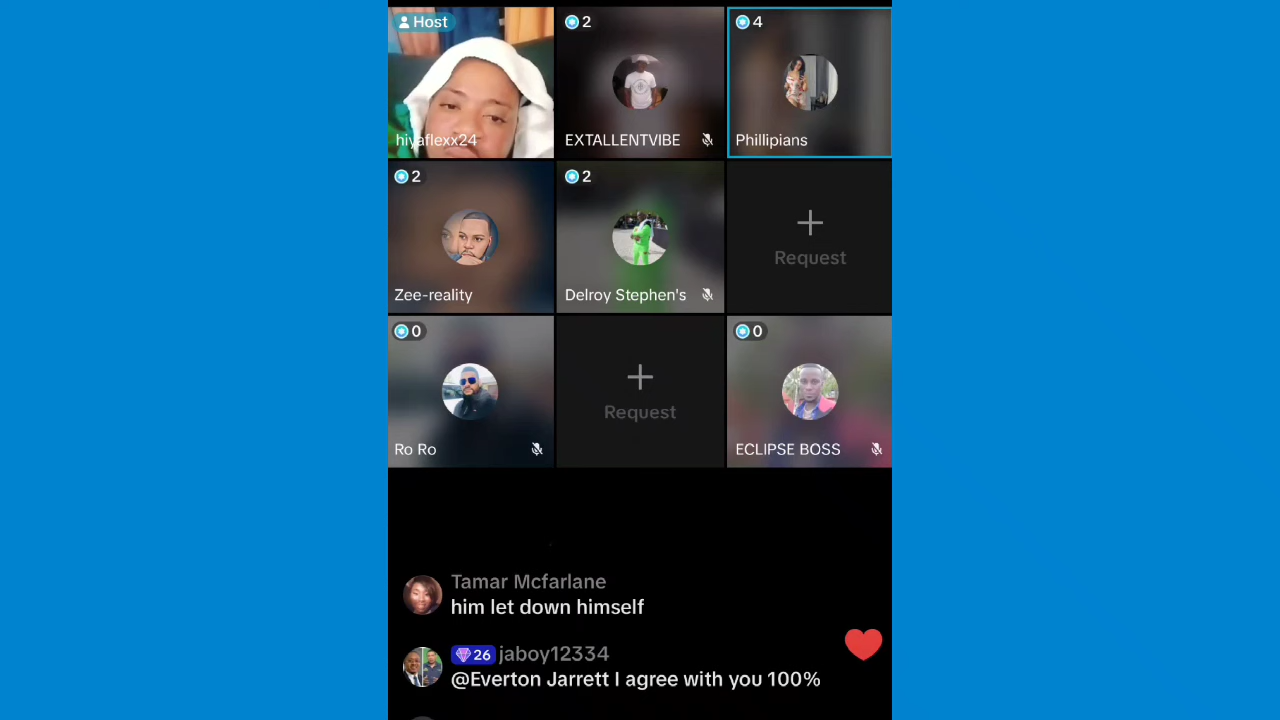 Host
2
4
hiyaflexx24
EXTALLENTVIBE
Phillipians
2
2
Request
Zee-reality
Delroy Stephen's
0
0
Request
Ro Ro
ECLIPSE BOSS
Tamar Mcfarlane
him let down himself
26 jaboy12334
@Everton Jarrett I agree with you 100%